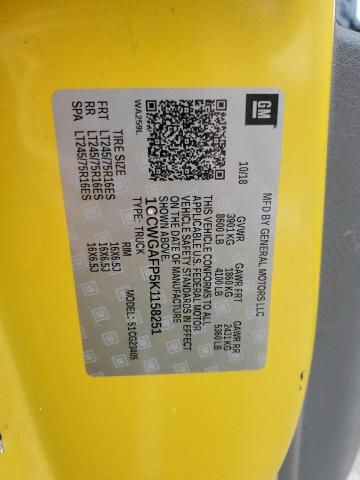 GM
MFD BY GENERAL MOTORS LLC
10/18
GVWR GAWR FRT GAWR RR
3901 KG 1860 KG 2431 KG
8600 LB 4100 LB 5360 LB
THIS VEHICLE CONFORMS TO ALL
APPLICABLE U.S. FEDERAL MOTOR
VEHICLE SAFETY STANDARDS IN EFFECT
ON THE DATE OF MANUFACTURE SHOWN ABOVE.
1GCWGAFP5K1158251
TYPE: TRUCK MODEL: S1CG23405
WA259L
TIRE SIZE RIM
FRT LT245/75R16ES 16X6.5J
RR LT245/75R16ES 16X6.5J
SPA LT245/75R16ES 16X6.5J